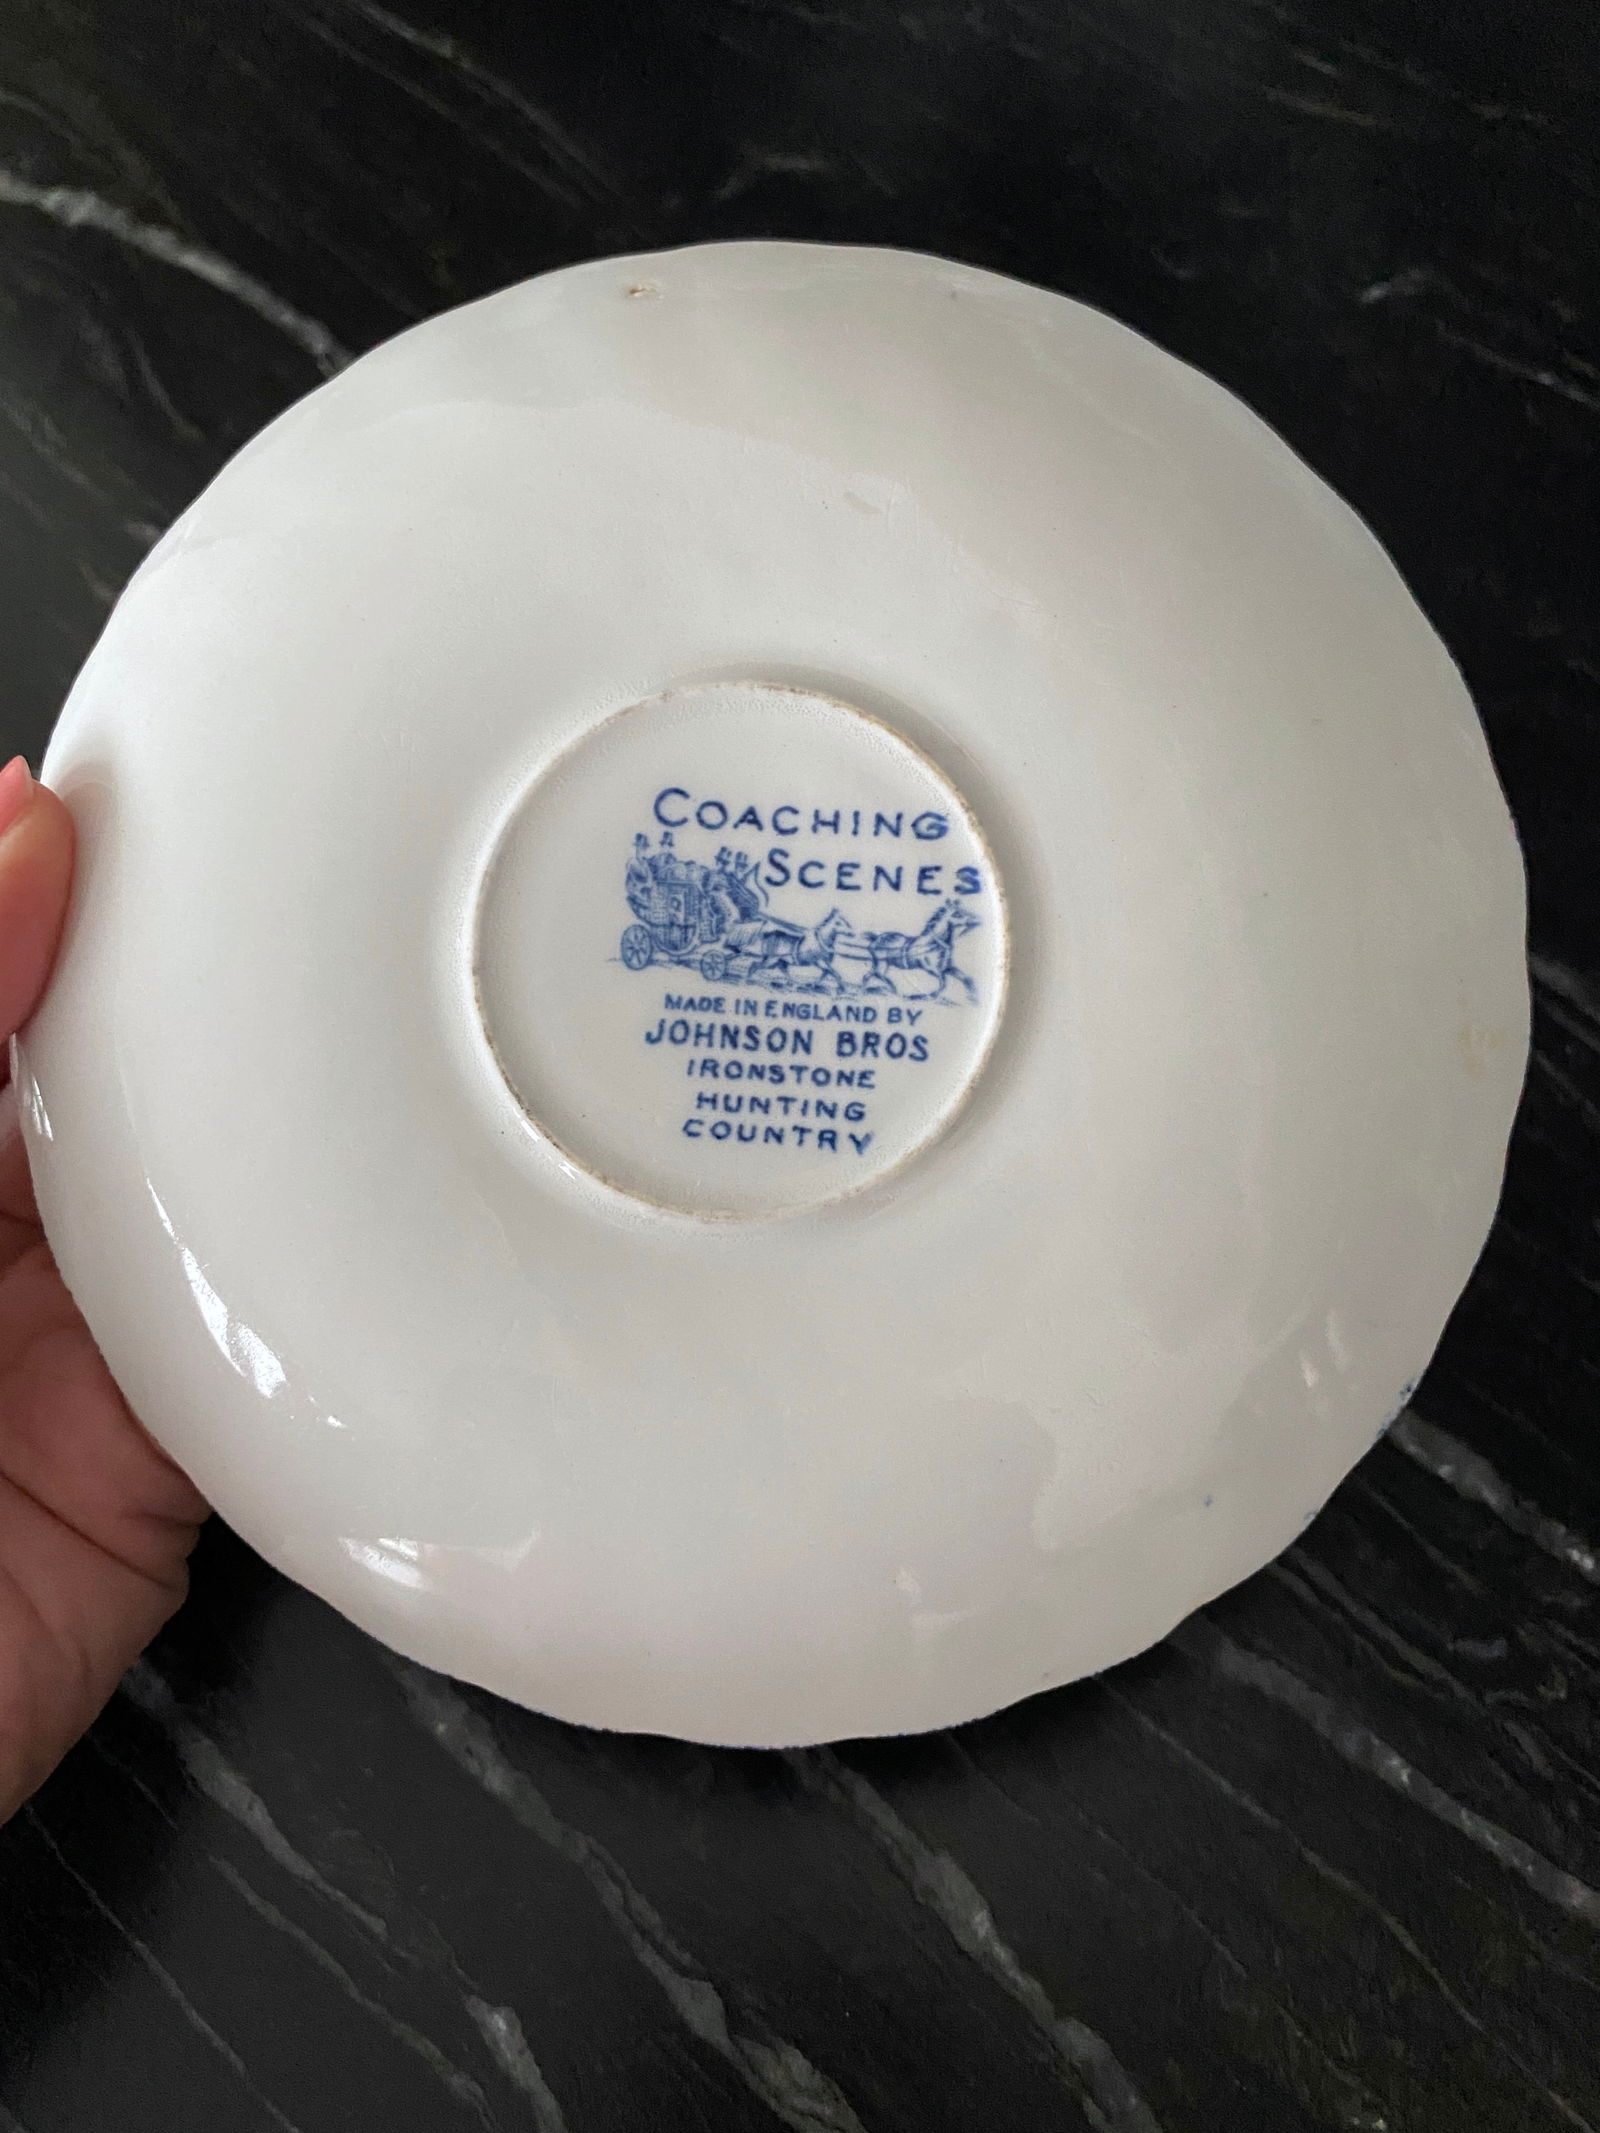 COACHING
SCENES
MADE IN ENGLAND BY
JOHNSON BROS
IRONSTONE
HUNTING
COUNTRY